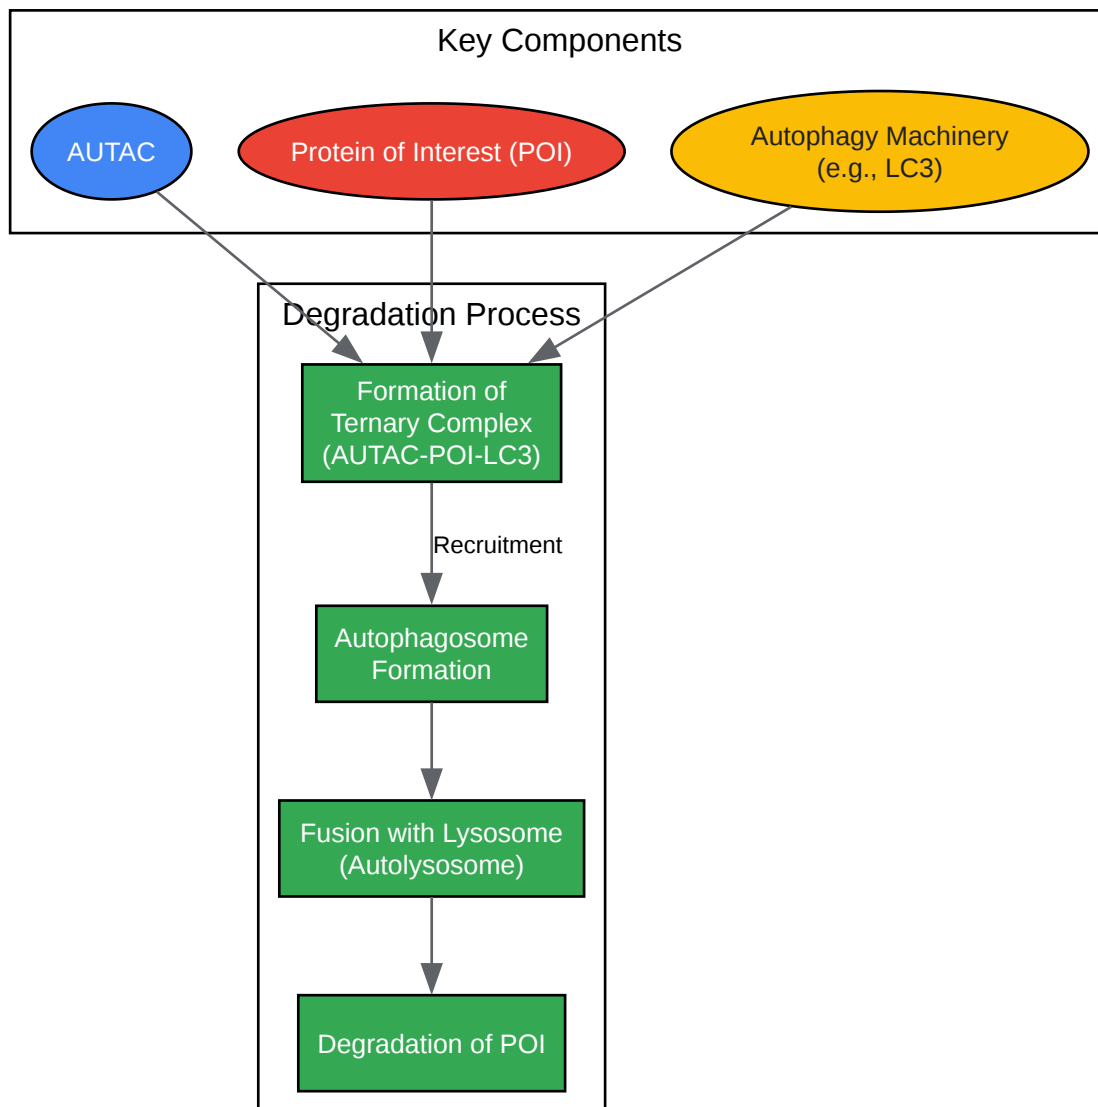 Key Components
AUTAC
Protein of Interest (POI)
Autophagy Machinery
(e.g., LC3)
Degradation Process
Formation of
Ternary Complex
(AUTAC-POI-LC3)
Recruitment
Autophagosome
Formation
Fusion with Lysosome
(Autolysosome)
Degradation of POI